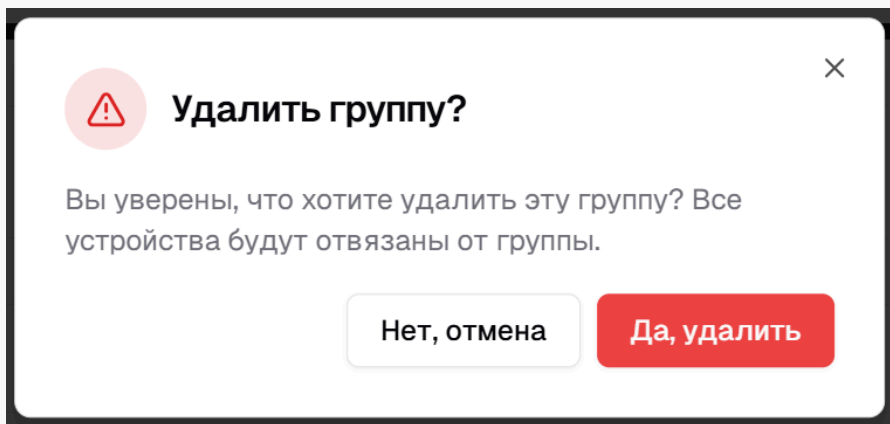 Удалить группу?
Вы уверены, что хотите удалить эту группу? Все
устройства будут отвязаны от группы.
Нет, отмена
Да, удалить